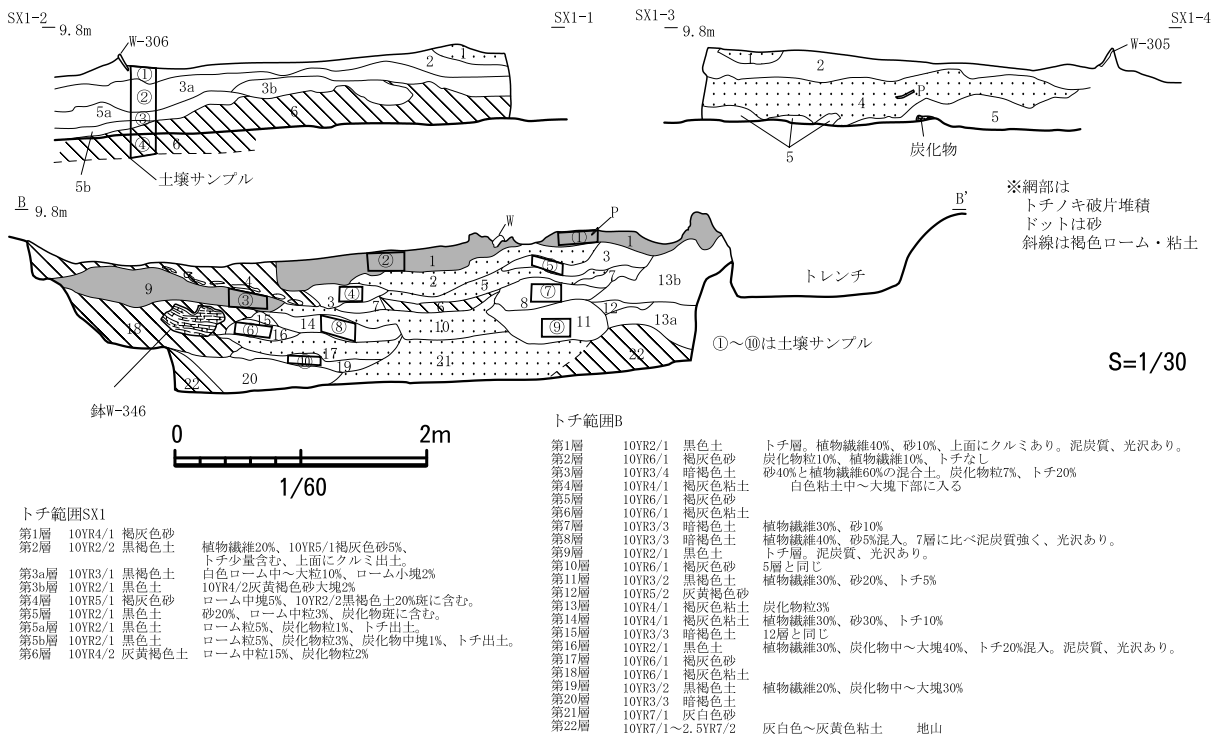 SX1-2
9.8m
SX1-1
SX1-3
9.8m
SX1-4
W-306
W-305
1
2
①
②
③
④
3a
3b
5a
6
6
5b
土壌サンプル
2
4
P
5
5
炭化物
※網部は
トチノキ破片堆積
ドットは砂
斜線は褐色ローム・粘土
B
9.8m
B'
W
P
①
1
②
1
3
⑤
2
4
5
7
13b
トレンチ
9
③
3
④
7
6
8
⑦
12
13a
18
15
⑥
16
14
⑧
10
11
⑨
17
⑩
19
21
22
20
22
鉢W-346
①～⑩は土壌サンプル
S=1/30
0 2m
1/60
トチ範囲SX1
第1層 10YR4/1 褐灰色砂
第2層 10YR2/2 黒褐色土 植物繊維20%、10YR5/1褐灰色砂5%、
トチ少量含む、上面にクルミ出土。
第3a層 10YR3/1 黒褐色土 白色ローム中～大粒10%、ローム小塊2%
第3b層 10YR2/1 黒色土 10YR4/2灰黄褐色砂大塊2%
第4層 10YR5/1 褐灰色砂 ローム中塊5%、10YR2/2黒褐色土20%斑に含む。
第5層 10YR2/1 黒色土 砂20%、ローム中粒3%、炭化物斑に含む。
第5a層 10YR2/1 黒色土 ローム粒5%、炭化物粒1%、トチ出土。
第5b層 10YR2/1 黒色土 ローム粒5%、炭化物粒3%、炭化物中塊1%、トチ出土。
第6層 10YR4/2 灰黄褐色土 ローム中粒15%、炭化物粒2%
トチ範囲B
第1層 10YR2/1 黒色土 トチ層。植物繊維40%、砂10%、上面にクルミあり。泥炭質、光沢あり。
第2層 10YR6/1 褐灰色砂 炭化物粒10%、植物繊維10%、トチなし
第3層 10YR3/4 暗褐色土 砂40%と植物繊維60%の混合土。炭化物粒7%、トチ20%
第4層 10YR4/1 褐灰色粘土 白色粘土中～大塊下部に入る
第5層 10YR6/1 褐灰色砂
第6層 10YR6/1 褐灰色粘土
第7層 10YR3/3 暗褐色土 植物繊維30%、砂10%
第8層 10YR3/3 暗褐色土 植物繊維40%、砂5%混入。7層に比べ泥炭質強く、光沢あり。
第9層 10YR2/1 黒色土 トチ層。泥炭質、光沢あり。
第10層 10YR6/1 褐灰色砂 5層と同じ
第11層 10YR3/2 黒褐色土 植物繊維30%、砂20%、トチ5%
第12層 10YR5/2 灰黄褐色砂
第13層 10YR4/1 褐灰色粘土 炭化物粒3%
第14層 10YR4/1 褐灰色粘土 植物繊維30%、砂30%、トチ10%
第15層 10YR3/3 暗褐色土 12層と同じ
第16層 10YR2/1 黒色土 植物繊維30%、炭化物中～大塊40%、トチ20%混入。泥炭質、光沢あり。
第17層 10YR6/1 褐灰色砂
第18層 10YR6/1 褐灰色粘土
第19層 10YR3/2 黒褐色土 植物繊維20%、炭化物中～大塊30%
第20層 10YR3/3 暗褐色土
第21層 10YR7/1 灰白色砂
第22層 10YR7/1～2.5YR7/2 灰白色～灰黄色粘土 地山